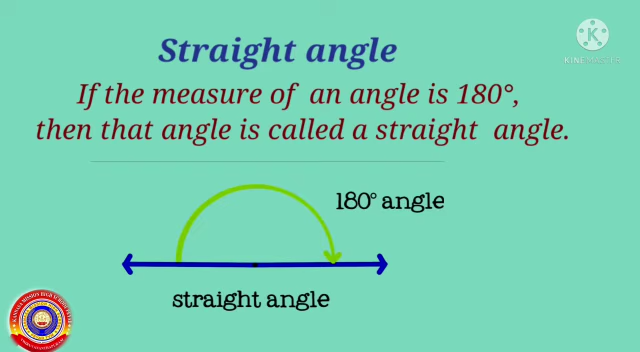 Straight angle
K
KINEMASTER
If the measure of an angle is 180°,
then that angle is called a straight angle.
180° angle
straight angle